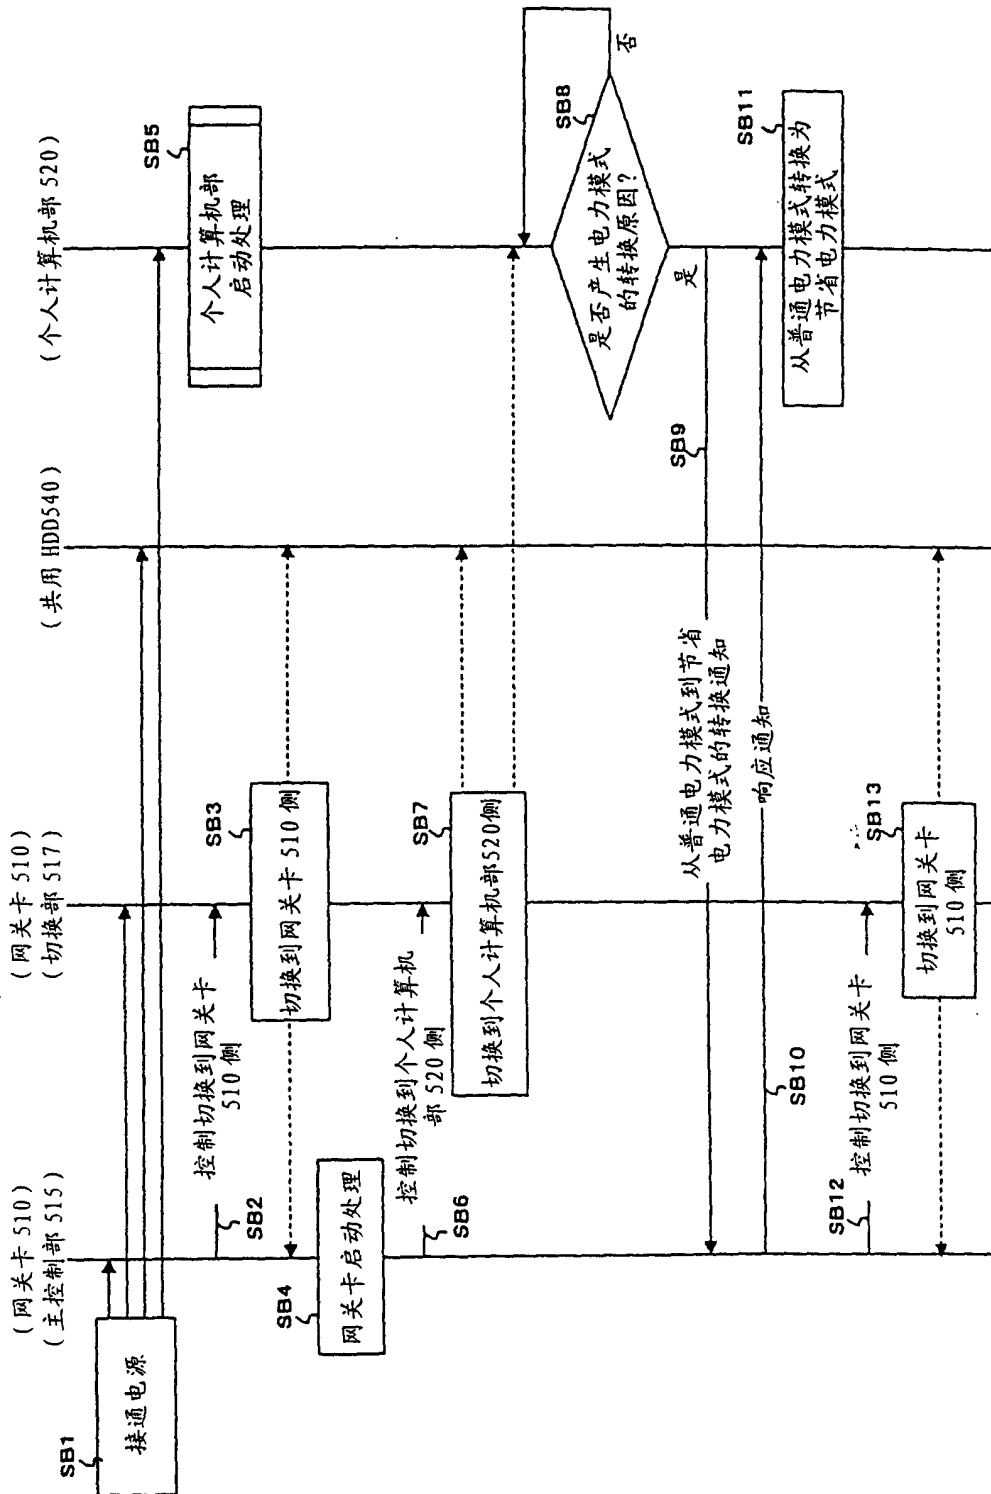 SB1
接通电源
(网关卡 510)
(主控制部 515)
(网关卡 510)
(切换部 517)
(共用 HDD540)
(个人计算机部 520)
SB2
控制切换到网关卡
510 侧
SB3
切换到网关卡 510 侧
SB4
网关卡启动处理
SB5
个人计算机部
启动处理
SB6
控制切换到个人计算机
部 520 侧
SB7
切换到个人计算机部520侧
SB8
是否产生电力模式
的转换原因?
否
是
SB9
从普通电力模式到节省
电力模式的转换通知
SB10
响应通知
SB11
从普通电力模式转换为
节省电力模式
SB12
控制切换到网关卡
510 侧
SB13
切换到网关卡
510 侧